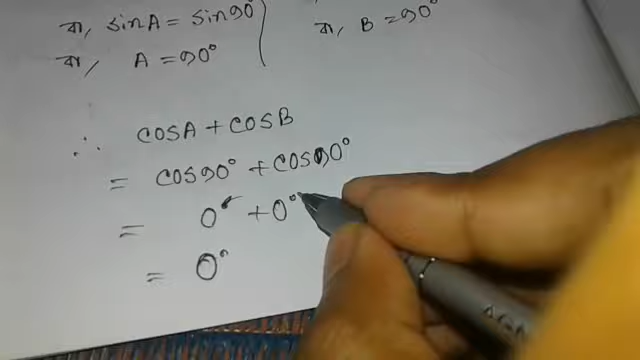 বা, sinA = sin90°
বা, A = 90°
বা, B = 90°
∴ cosA + cosB
= cos90° + cos90°
= 0° + 0°
= 0°